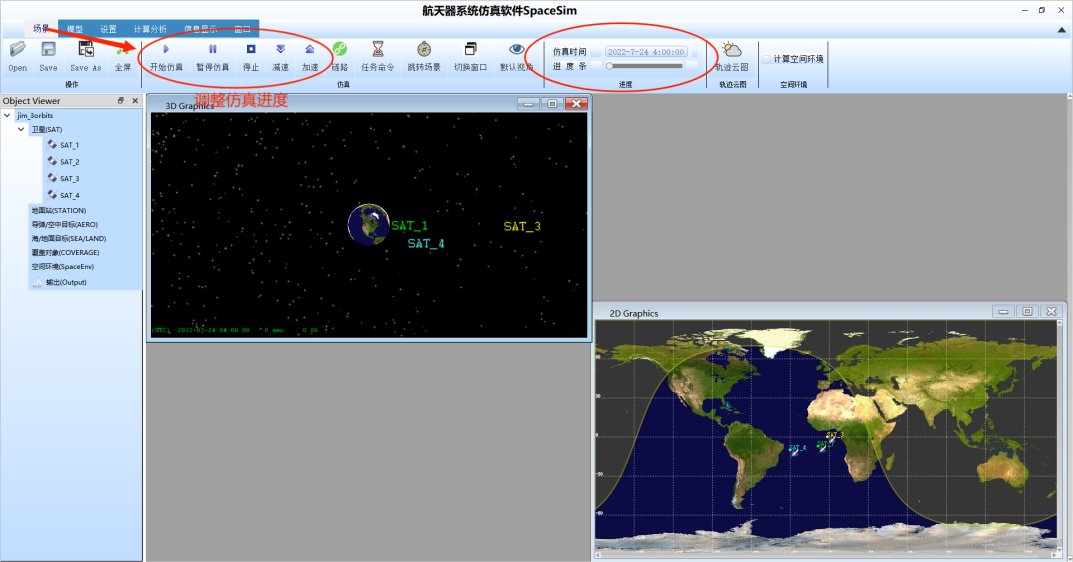 航天器系统仿真软件SpaceSim
场景 模型 设置 计算分析 信息显示 窗口
Open Save Save As 全屏 开始仿真 暂停仿真 停止 减速 加速 链路 任务命令 跳转场景 切换窗口 默认视角
仿真时间 2022-7-24 4:00:00
进 度 条
轨迹云图 计算空间环境
操作 仿真 进度 轨迹云图 空间环境
调整仿真进度
Object Viewer
jim_3orbits
卫星(SAT)
SAT_1
SAT_2
SAT_3
SAT_4
地面站(STATION)
导弹/空中目标(AERO)
海/地面目标(SEA/LAND)
覆盖对象(COVERAGE)
空间环境(SpaceEnv)
输出(Output)
3D Graphics
SAT_1
SAT_4
SAT_3
(UTC) 2022-07-24 04 00 00 0 sec 0.00
2D Graphics
SAT_3
SAT_4